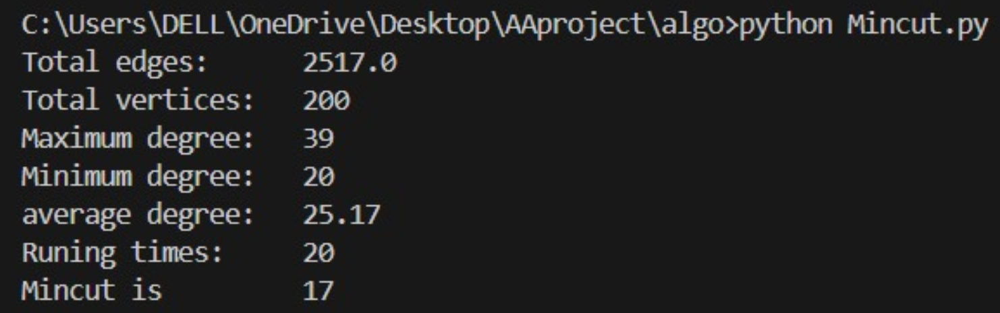 C:\Users\DELL\OneDrive\Desktop\AAproject\algo>python Mincut.py
Total edges: 2517.0
Total vertices: 200
Maximum degree: 39
Minimum degree: 20
average degree: 25.17
Runing times: 20
Mincut is 17